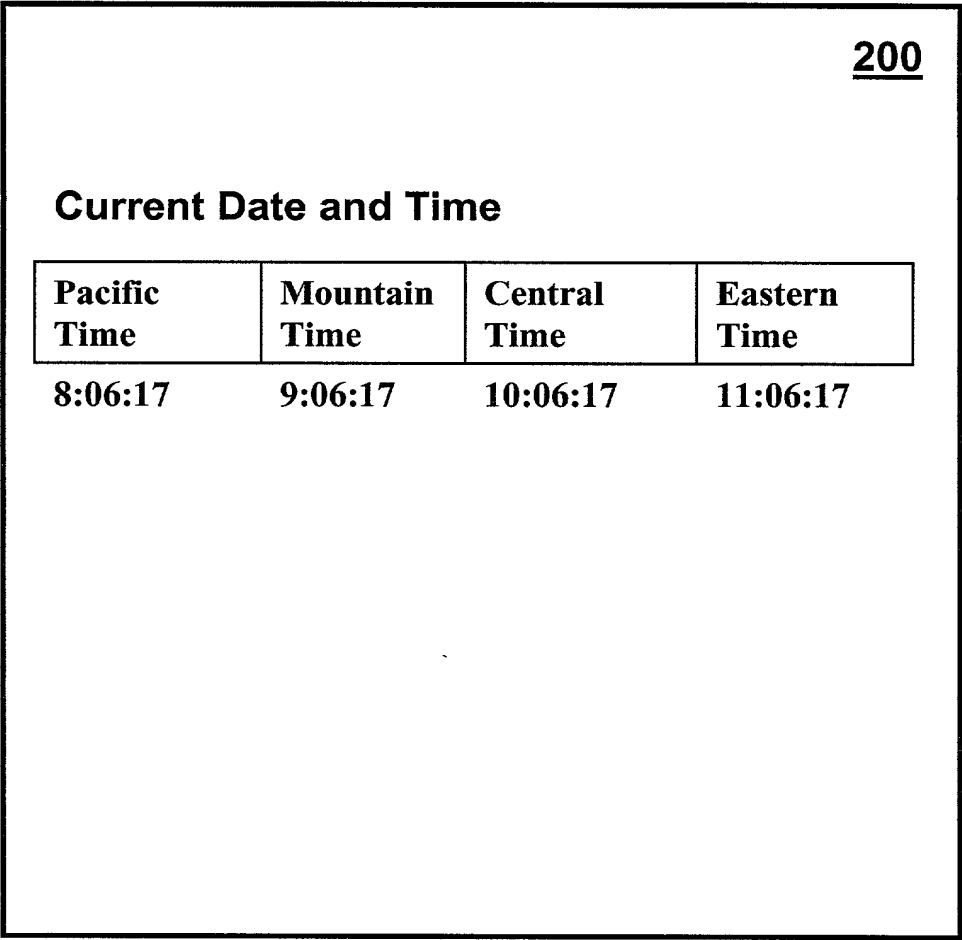 200
Current Date and Time
Pacific Time Mountain Time Central Time Eastern Time
8:06:17 9:06:17 10:06:17 11:06:17